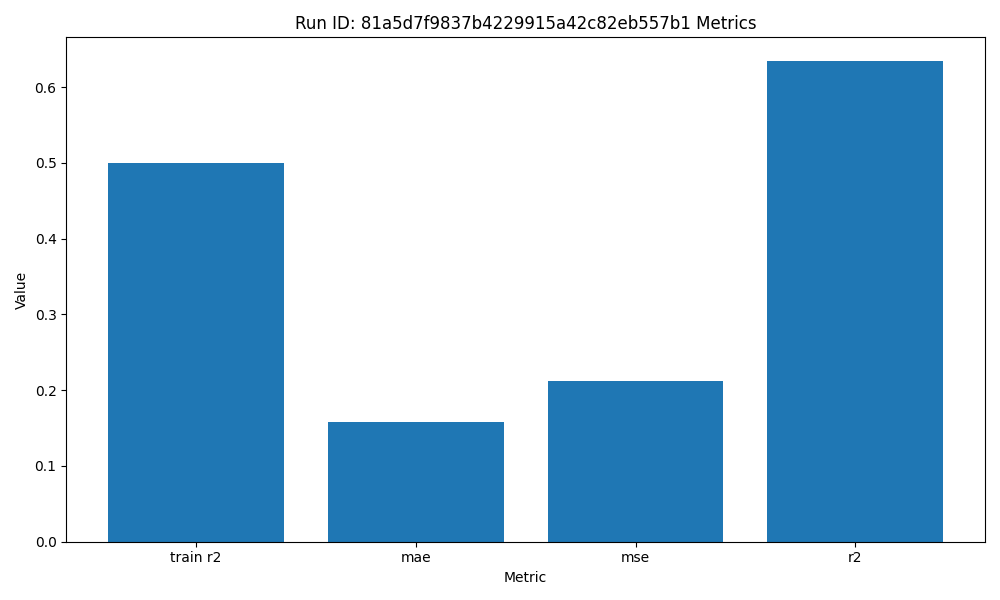 Run ID: 81a5d7f9837b4229915a42c82eb557b1 Metrics
Value
0.6
0.5
0.4
0.3
0.2
0.1
0.0
train r2
mae
mse
r2
Metric